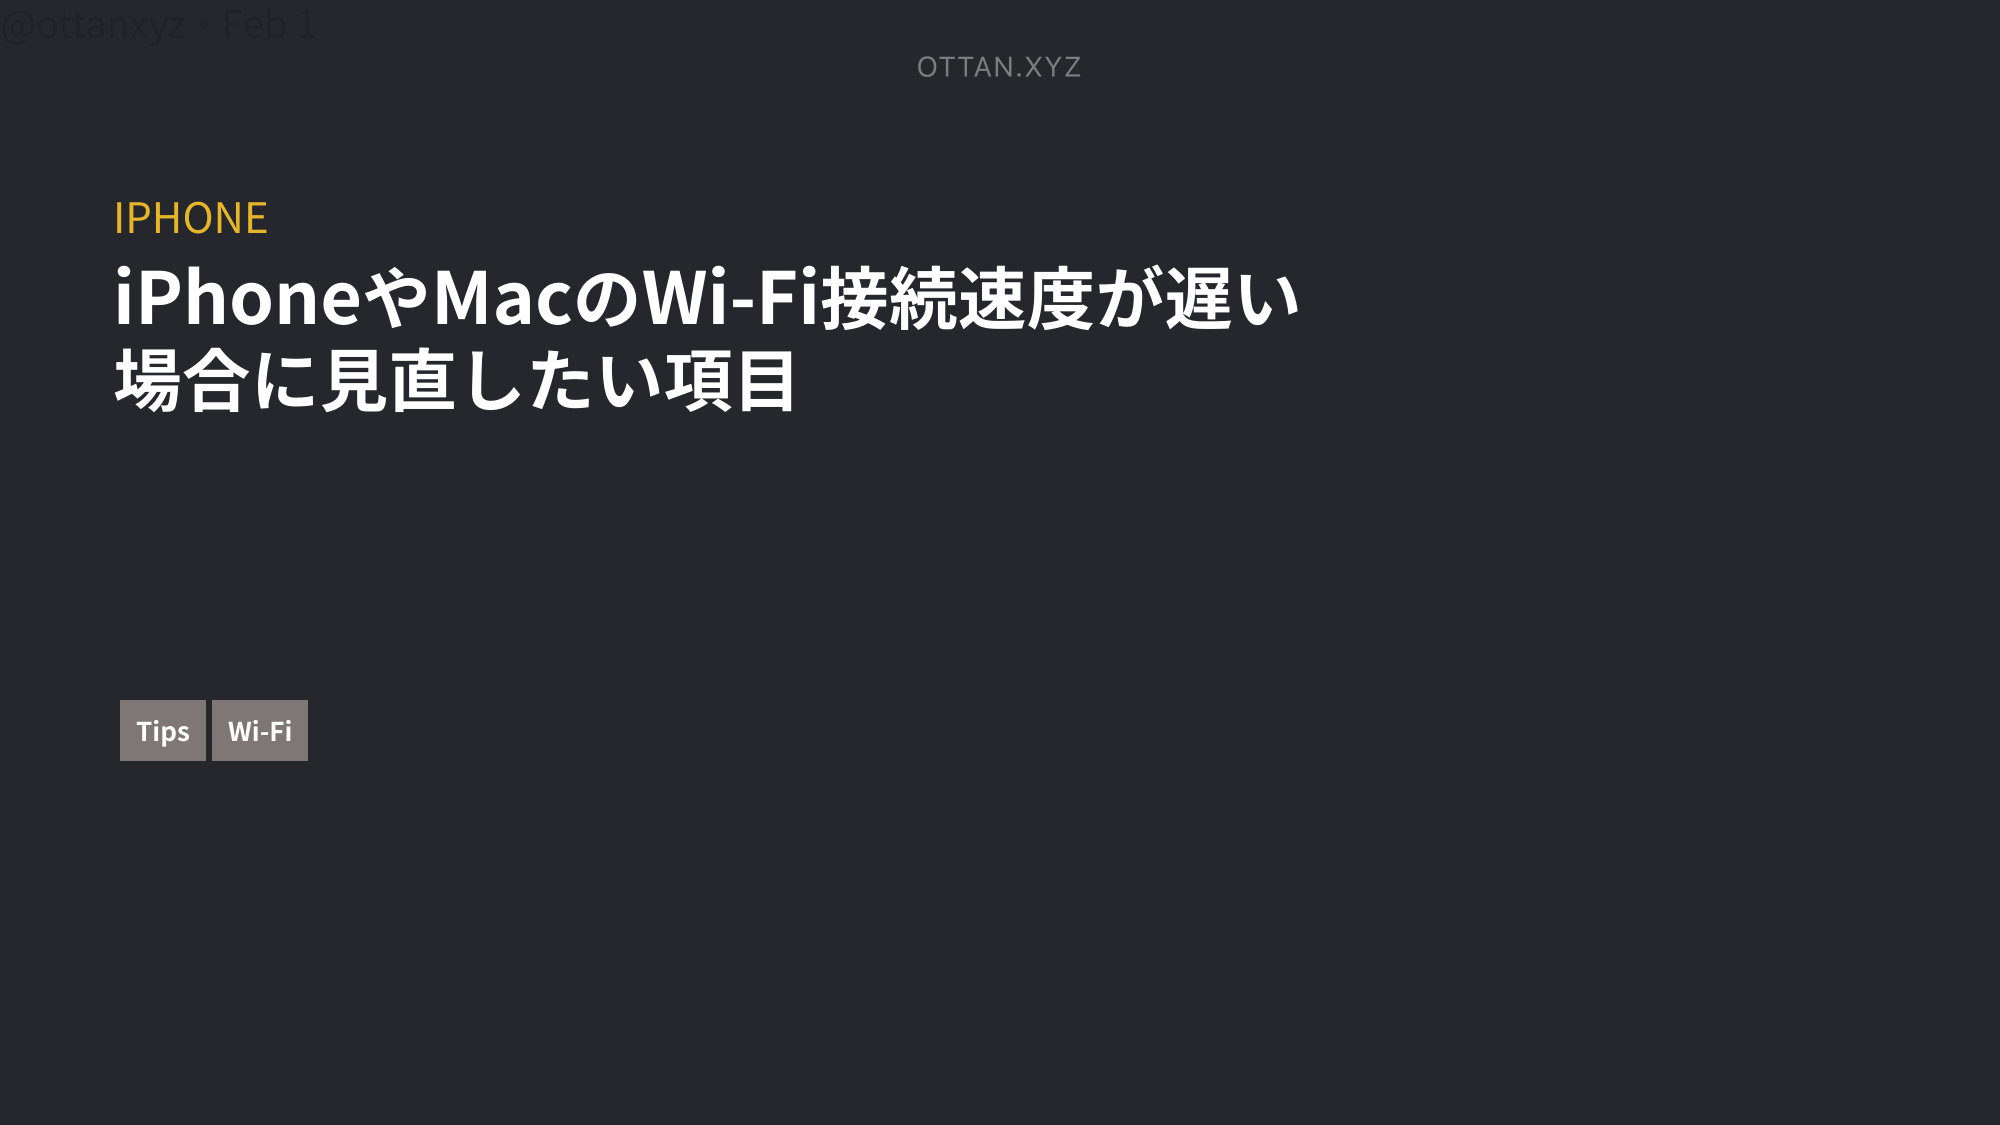 @ottanxyz・Feb 1
OTTAN.XYZ
IPHONE
iPhoneやMacのWi-Fi接続速度が遅い
場合に見直したい項目
Tips
Wi-Fi